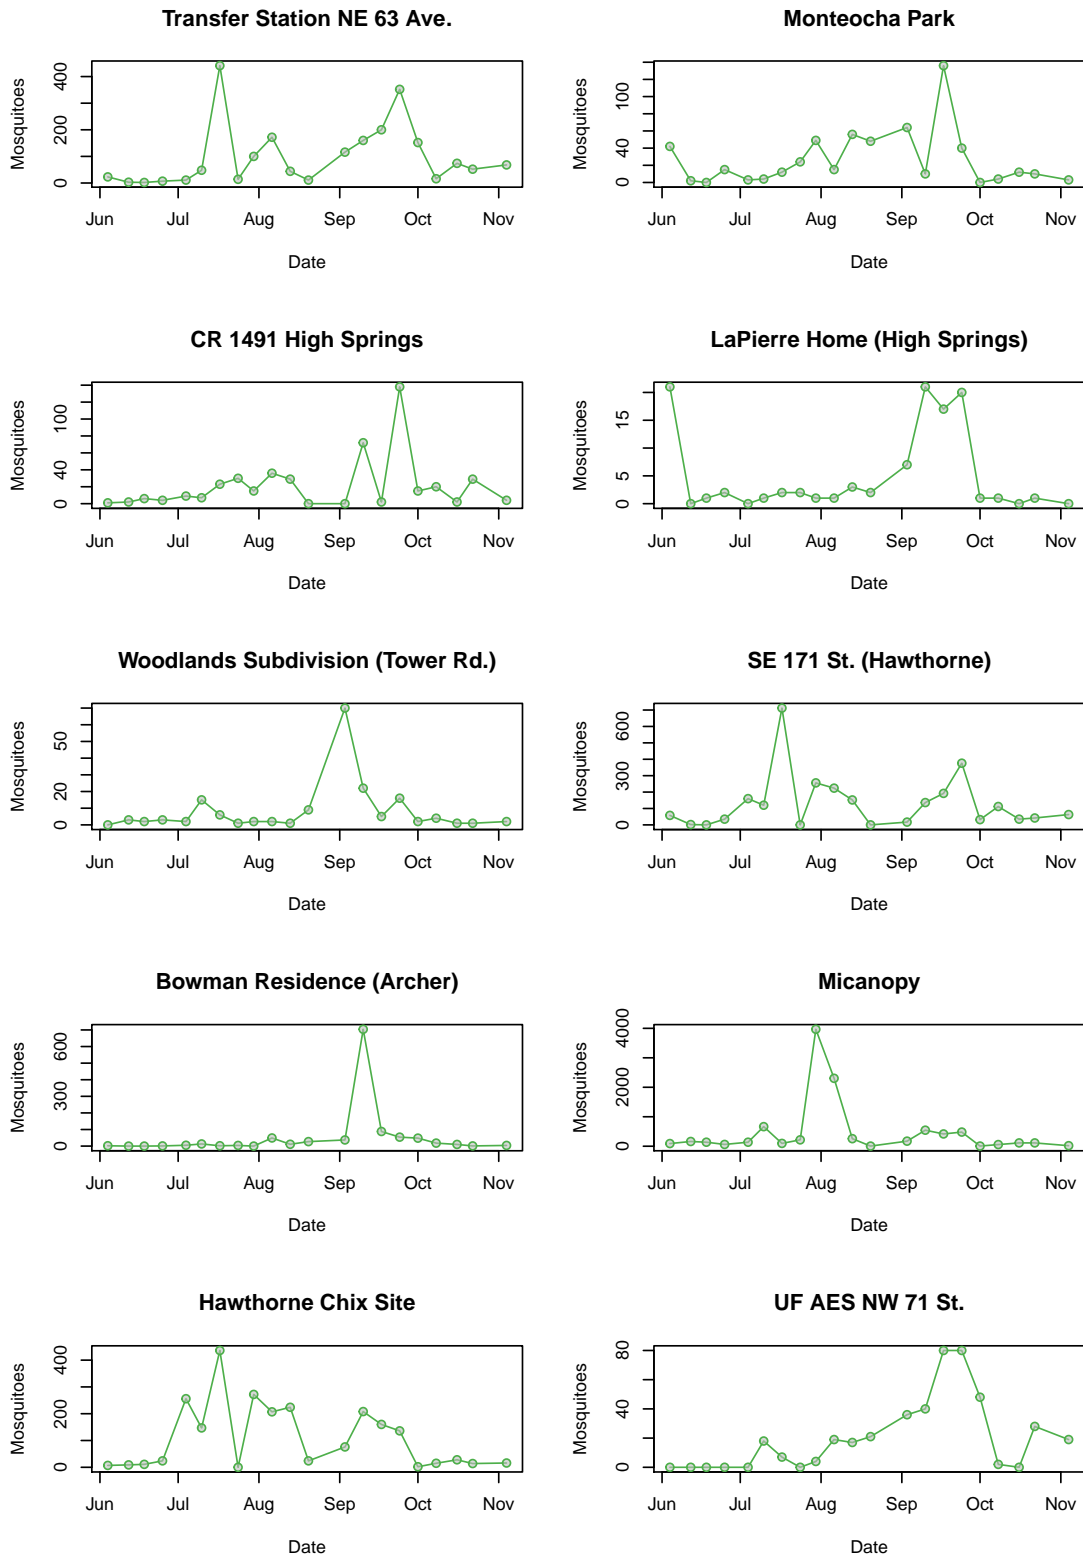 Transfer Station NE 63 Ave.
Mosquitoes
0 200 400
Jun Jul Aug Sep Oct Nov
Date
Monteocha Park
Mosquitoes
0 40 100
Jun Jul Aug Sep Oct Nov
Date
CR 1491 High Springs
Mosquitoes
0 40 100
Jun Jul Aug Sep Oct Nov
Date
LaPierre Home (High Springs)
Mosquitoes
0 5 15
Jun Jul Aug Sep Oct Nov
Date
Woodlands Subdivision (Tower Rd.)
Mosquitoes
0 20 50
Jun Jul Aug Sep Oct Nov
Date
SE 171 St. (Hawthorne)
Mosquitoes
0 300 600
Jun Jul Aug Sep Oct Nov
Date
Bowman Residence (Archer)
Mosquitoes
0 300 600
Jun Jul Aug Sep Oct Nov
Date
Micanopy
Mosquitoes
0 2000 4000
Jun Jul Aug Sep Oct Nov
Date
Hawthorne Chix Site
Mosquitoes
0 200 400
Jun Jul Aug Sep Oct Nov
Date
UF AES NW 71 St.
Mosquitoes
0 40 80
Jun Jul Aug Sep Oct Nov
Date